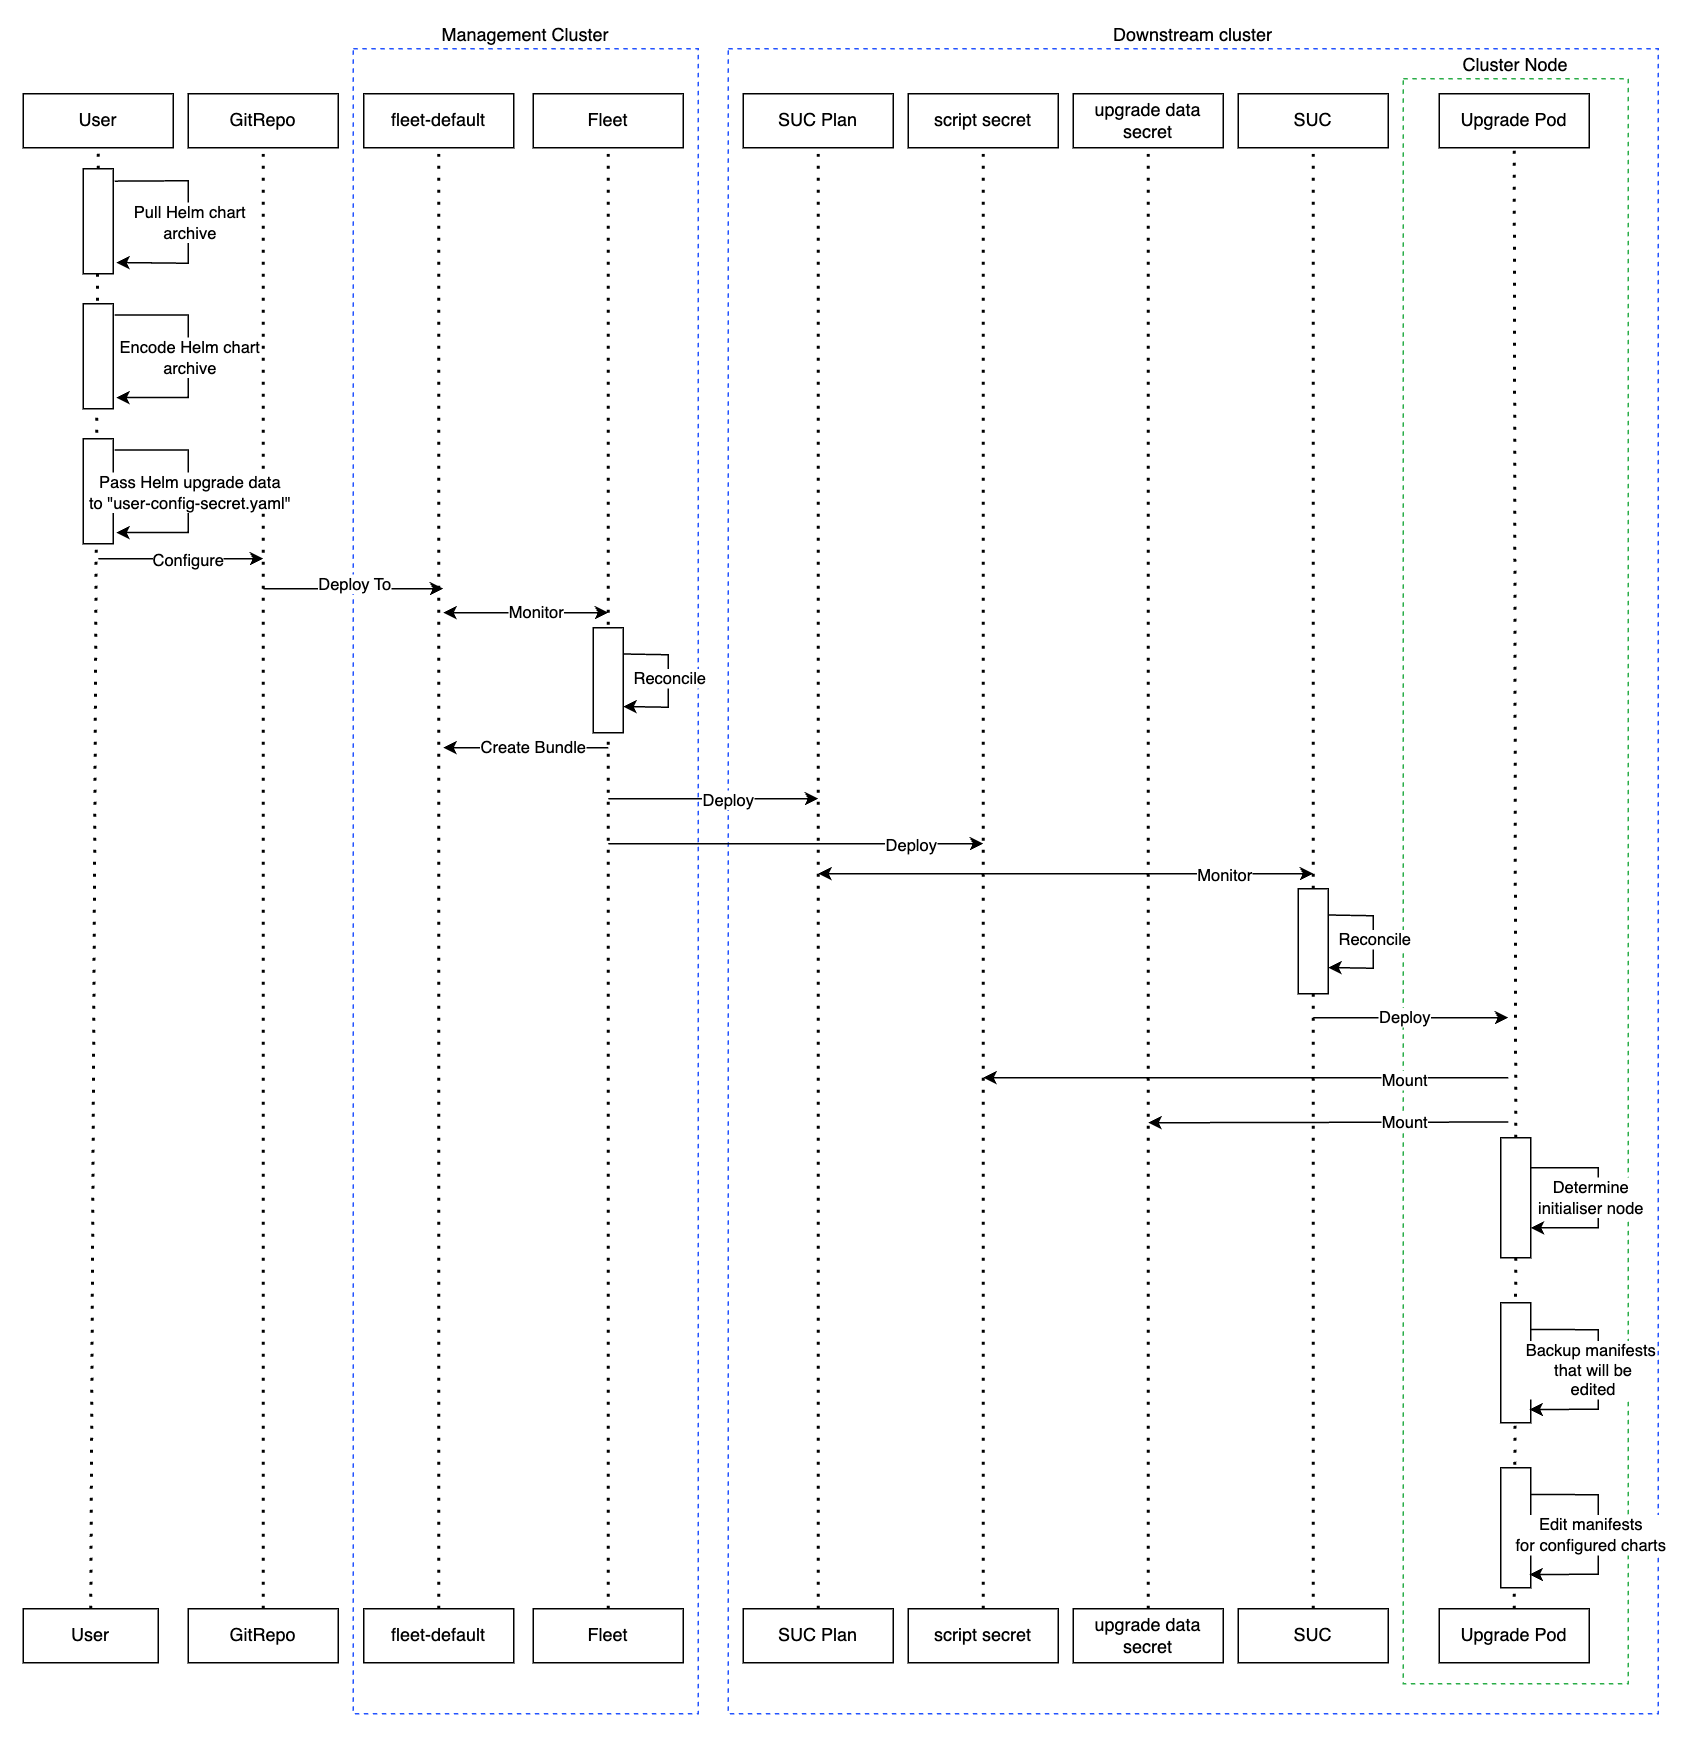 Management Cluster
Downstream cluster
Cluster Node
User
GitRepo
fleet-default
Fleet
SUC Plan
script secret
upgrade data
secret
SUC
Upgrade Pod
Pull Helm chart
archive
Encode Helm chart
archive
Pass Helm upgrade data
to "user-config-secret.yaml"
Configure
Deploy To
Monitor
Reconcile
Create Bundle
Deploy
Deploy
Monitor
Reconcile
Deploy
Mount
Mount
Determine
initialiser node
Backup manifests
that will be
edited
Edit manifests
for configured charts
User
GitRepo
fleet-default
Fleet
SUC Plan
script secret
upgrade data
secret
SUC
Upgrade Pod